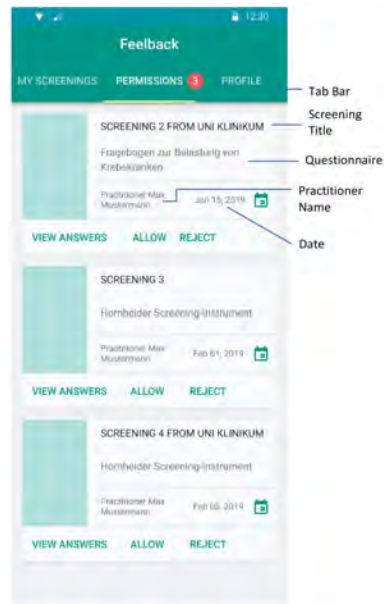 12:30
Feelback
MY SCREENINGS PERMISSIONS 3 PROFILE
Tab Bar
SCREENING 2 FROM UNI KLINIKUM
Screening
Title
Fragebogen zur Belastung von
Krebskranken
Questionnaire
Practitioner Max
Mustermann
Jan 15, 2019
Practitioner
Name
Date
VIEW ANSWERS ALLOW REJECT
SCREENING 3
Hornheider Screening-Instrument
Practitioner Max
Mustermann
Feb 01, 2019
VIEW ANSWERS ALLOW REJECT
SCREENING 4 FROM UNI KLINIKUM
Hornheider Screening-Instrument
Practitioner Max
Mustermann
2019
VIEW ANSWERS ALLOW REJECT